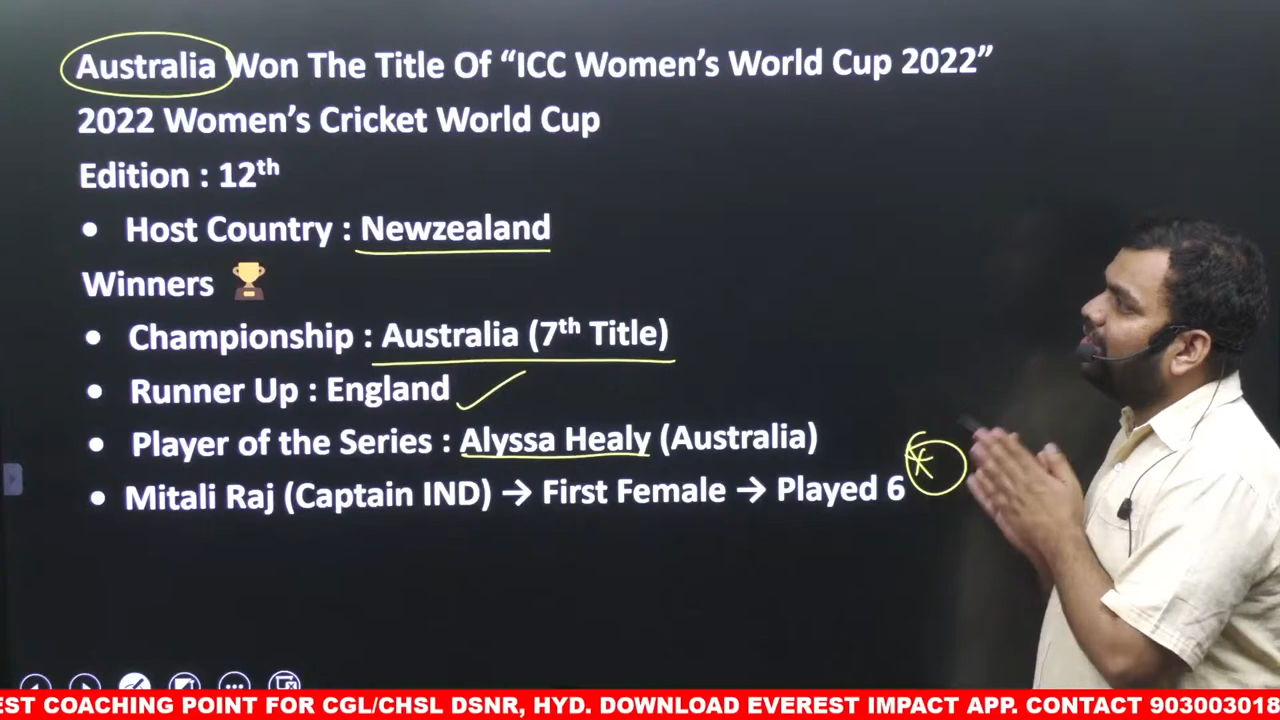 Australia Won The Title Of “ICC Women’s World Cup 2022”
2022 Women’s Cricket World Cup
Edition : 12th
• Host Country : Newzealand
Winners 🏆
• Championship : Australia (7th Title)
• Runner Up : England
• Player of the Series : Alyssa Healy (Australia)
• Mitali Raj (Captain IND) → First Female → Played 6
EST COACHING POINT FOR CGL/CHSL DSNR, HYD. DOWNLOAD EVEREST IMPACT APP. CONTACT 903003018